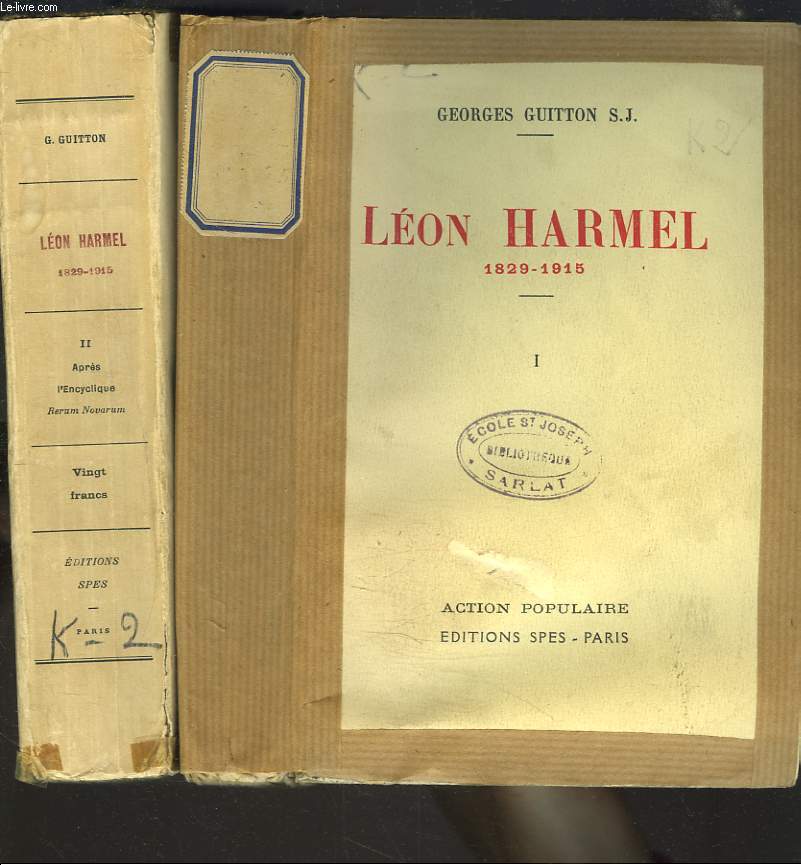 Le-livre.com
G. GUITTON
LÉON HARMEL
1829-1915
II
Après
l'Encyclique
Rerum Novarum
Vingt
francs
ÉDITIONS
SPES
PARIS
K-2
GEORGES GUITTON S.J.
K2
LÉON HARMEL
1829-1915
I
ÉCOLE ST JOSEPH
BIBLIOTHÈQUE
SARLAT
ACTION POPULAIRE
EDITIONS SPES - PARIS